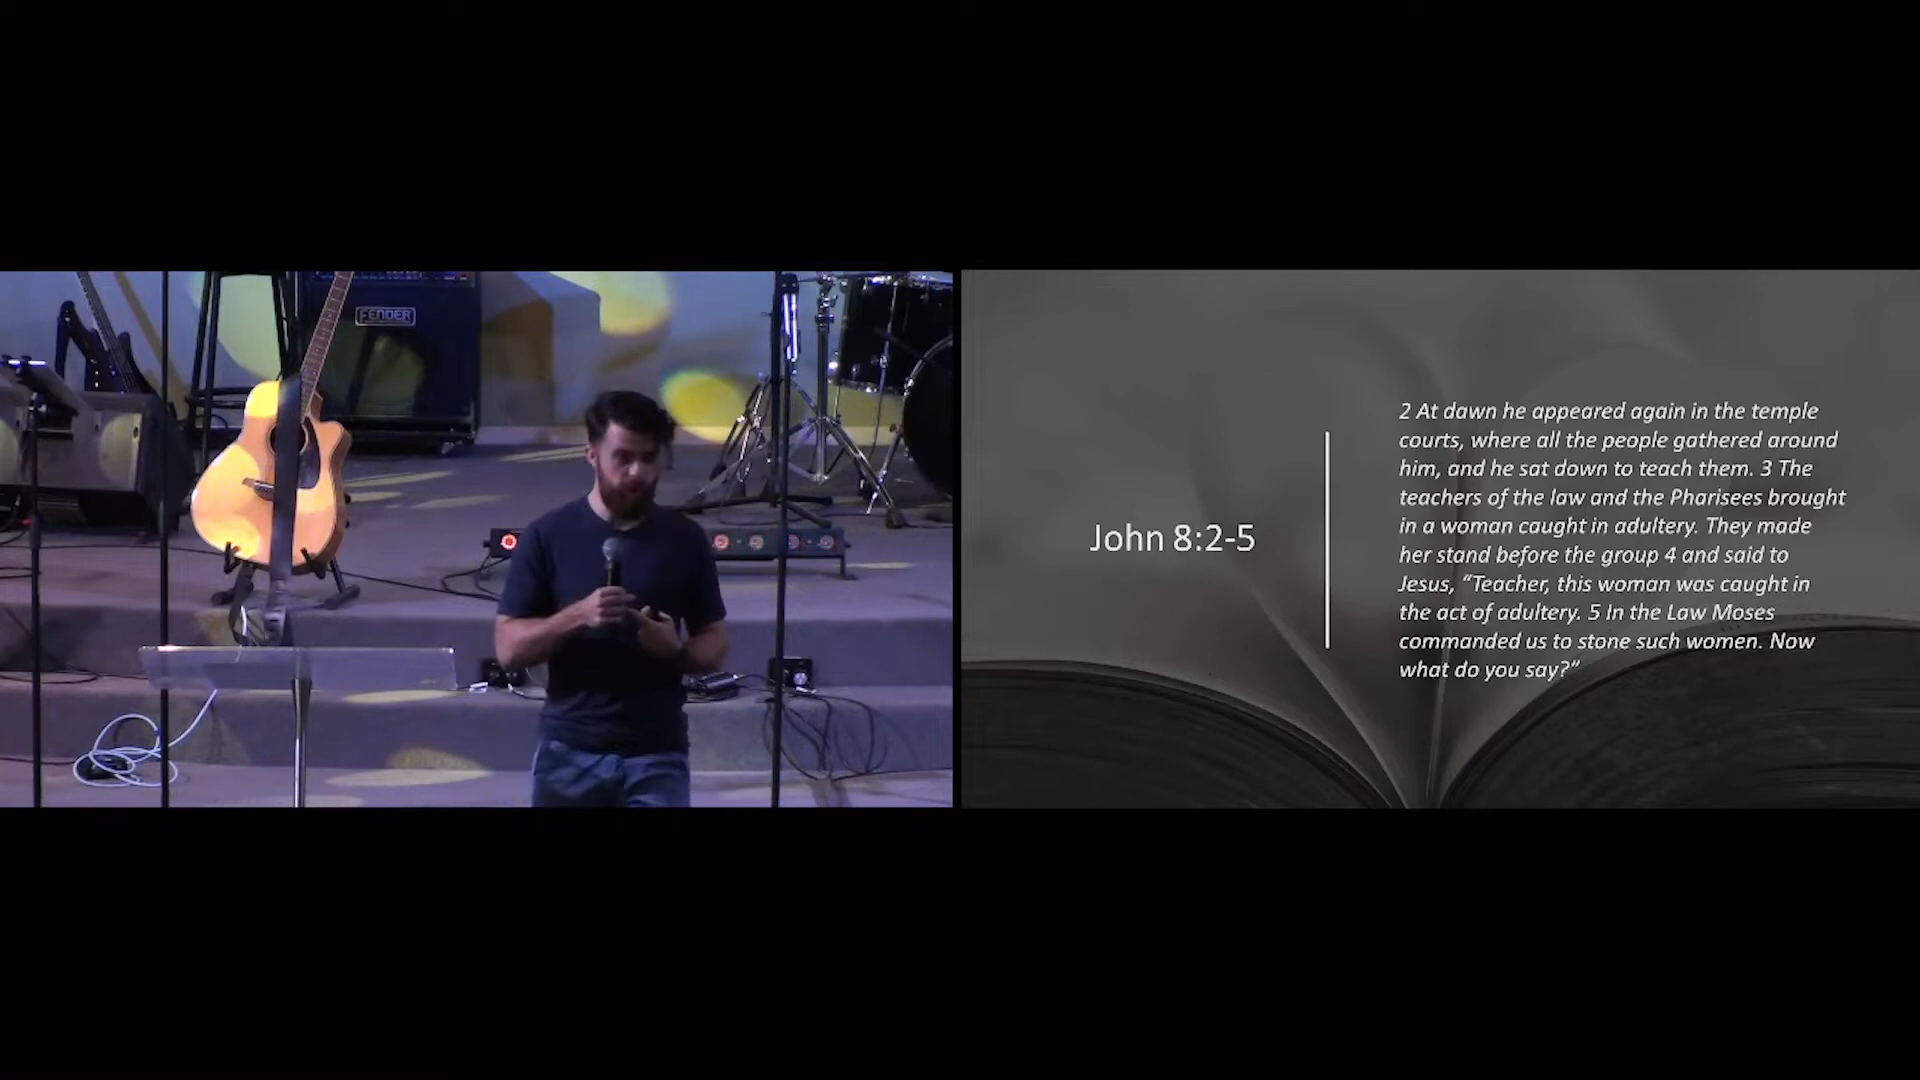 FENDER
John 8:2-5
2 At dawn he appeared again in the temple
courts, where all the people gathered around
him, and he sat down to teach them. 3 The
teachers of the law and the Pharisees brought
in a woman caught in adultery. They made
her stand before the group 4 and said to
Jesus, “Teacher, this woman was caught in
the act of adultery. 5 In the Law Moses
commanded us to stone such women. Now
what do you say?”